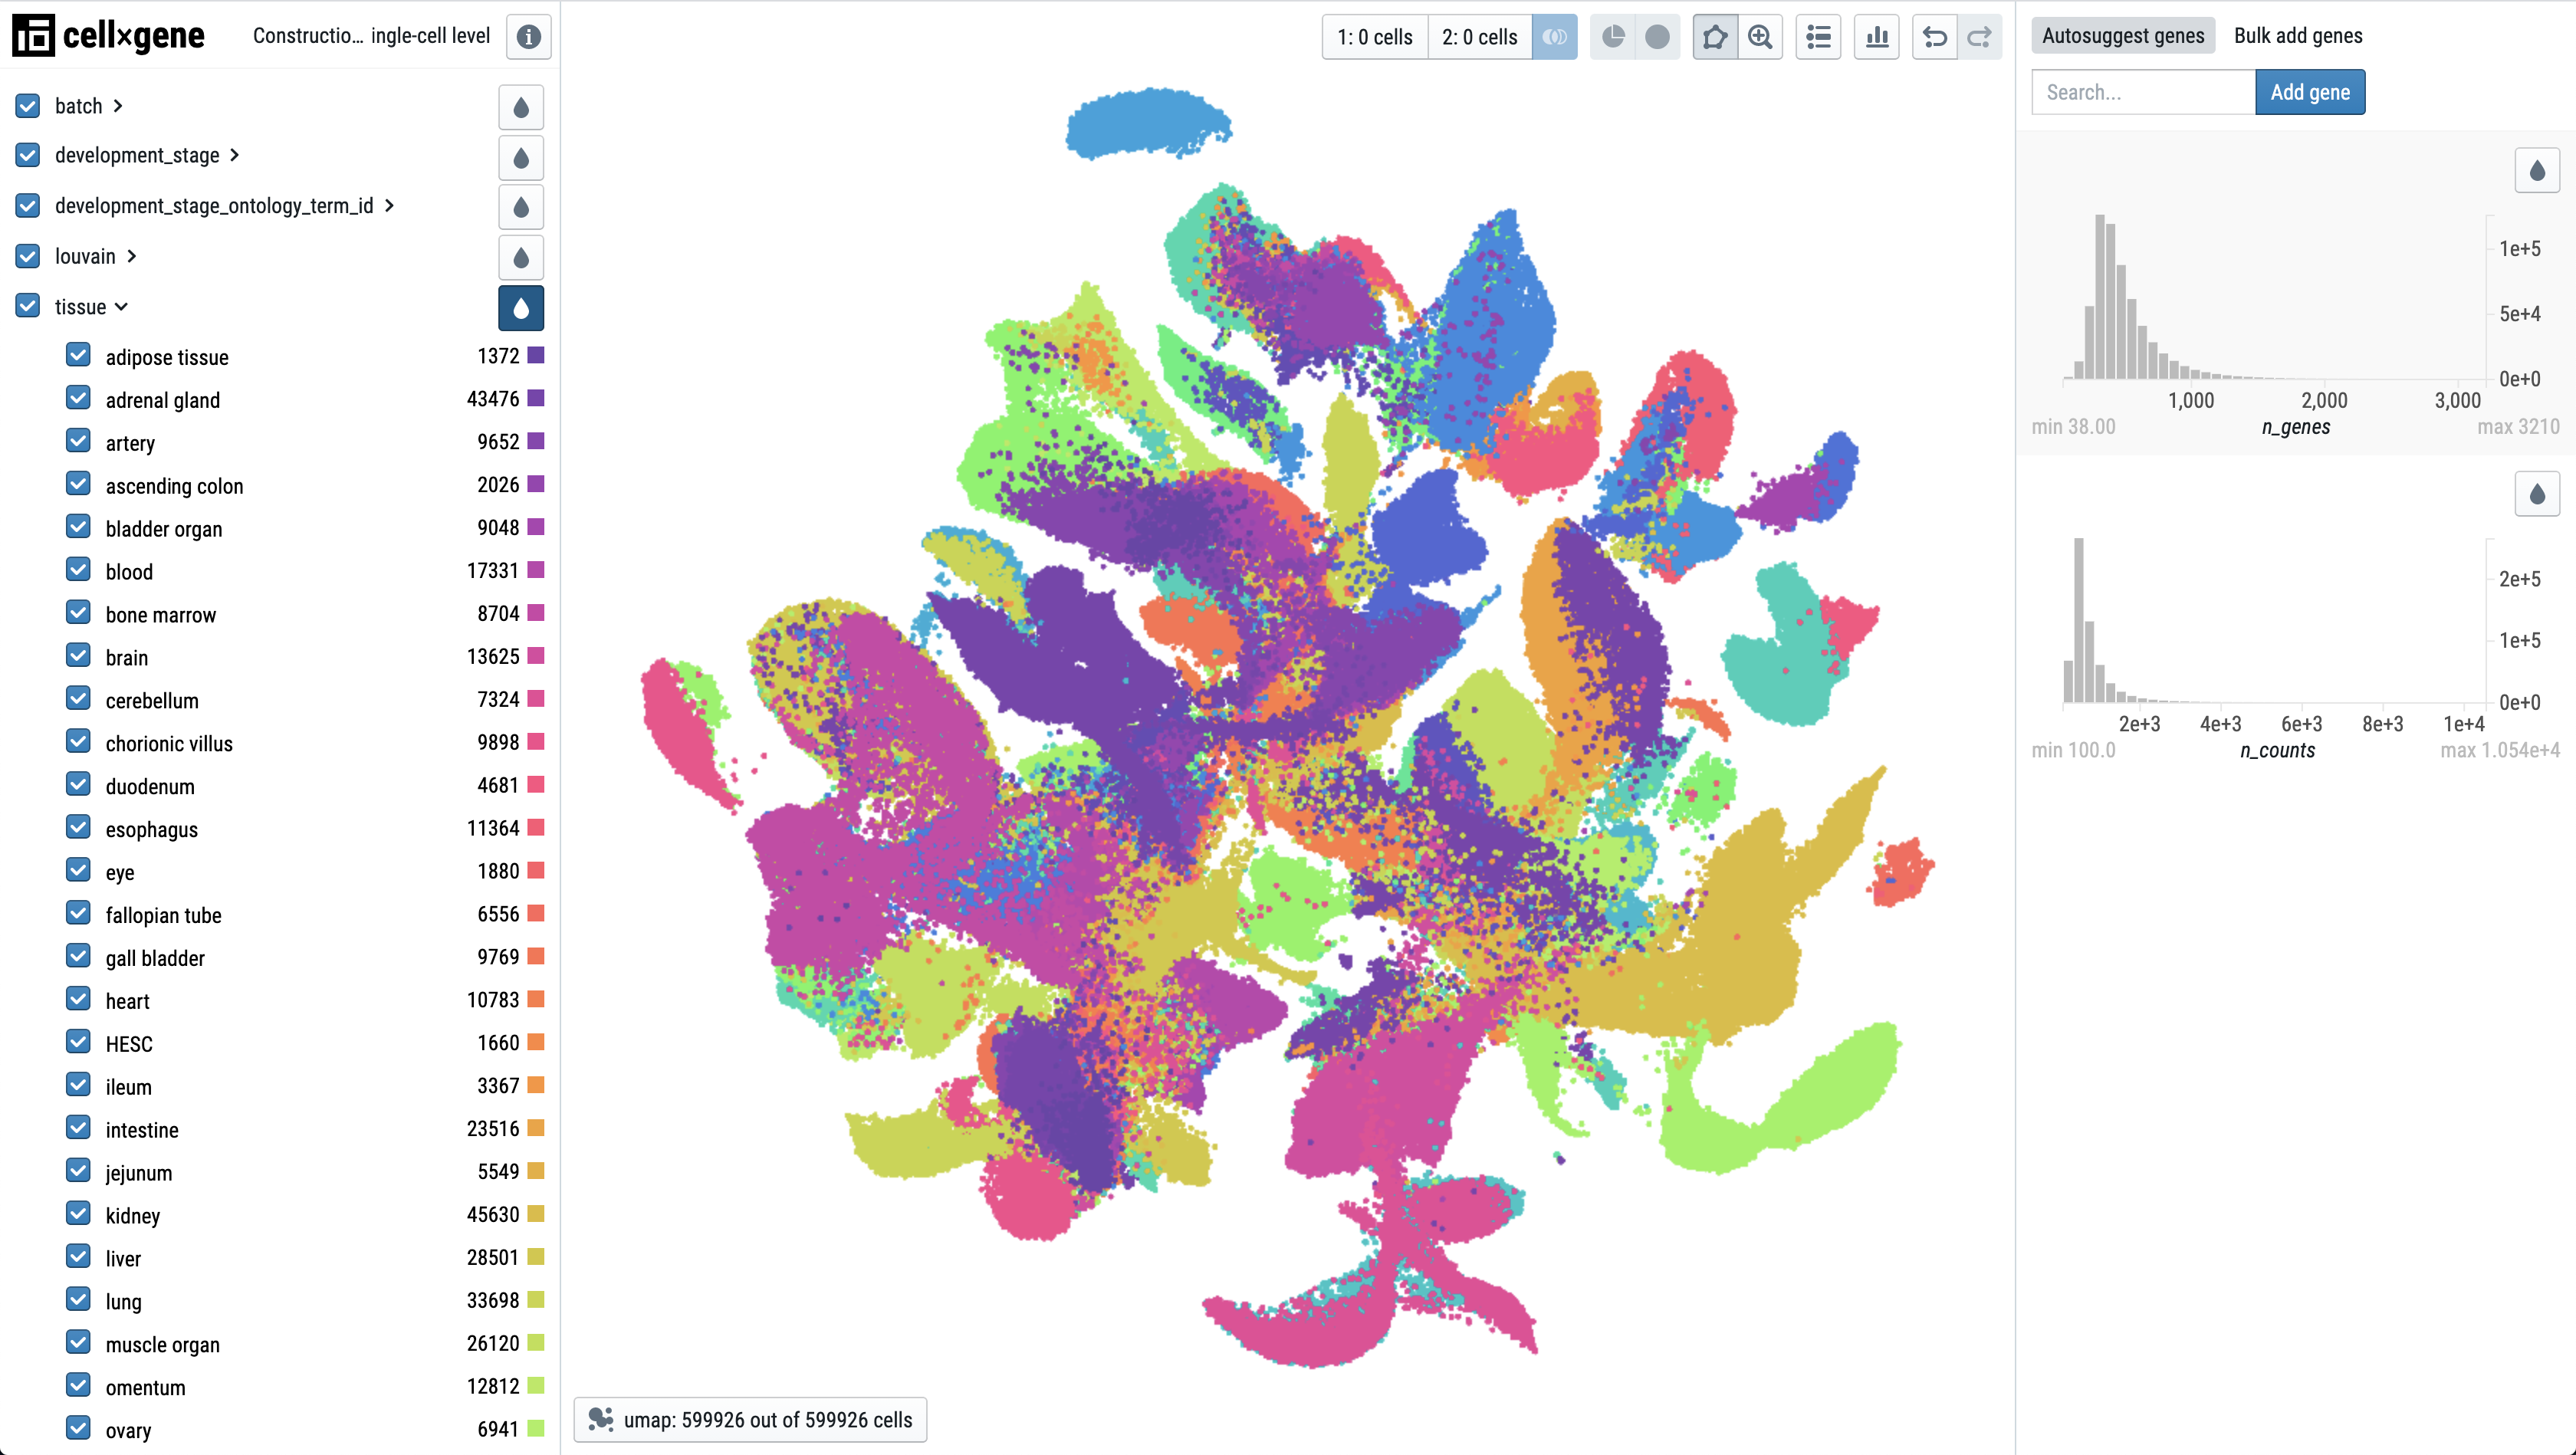 cell×gene
Constructio… ingle-cell level
1: 0 cells
2: 0 cells
batch
development_stage
development_stage_ontology_term_id
louvain
tissue
adipose tissue 1372
adrenal gland 43476
artery 9652
ascending colon 2026
bladder organ 9048
blood 17331
bone marrow 8704
brain 13625
cerebellum 7324
chorionic villus 9898
duodenum 4681
esophagus 11364
eye 1880
fallopian tube 6556
gall bladder 9769
heart 10783
HESC 1660
ileum 3367
intestine 23516
jejunum 5549
kidney 45630
liver 28501
lung 33698
muscle organ 26120
omentum 12812
ovary 6941
umap: 599926 out of 599926 cells
Autosuggest genes Bulk add genes
Search... Add gene
1e+5
5e+4
0e+0
1,000 2,000 3,000
min 38.00 n_genes max 3210
2e+5
1e+5
0e+0
2e+3 4e+3 6e+3 8e+3 1e+4
min 100.0 n_counts max 1.054e+4